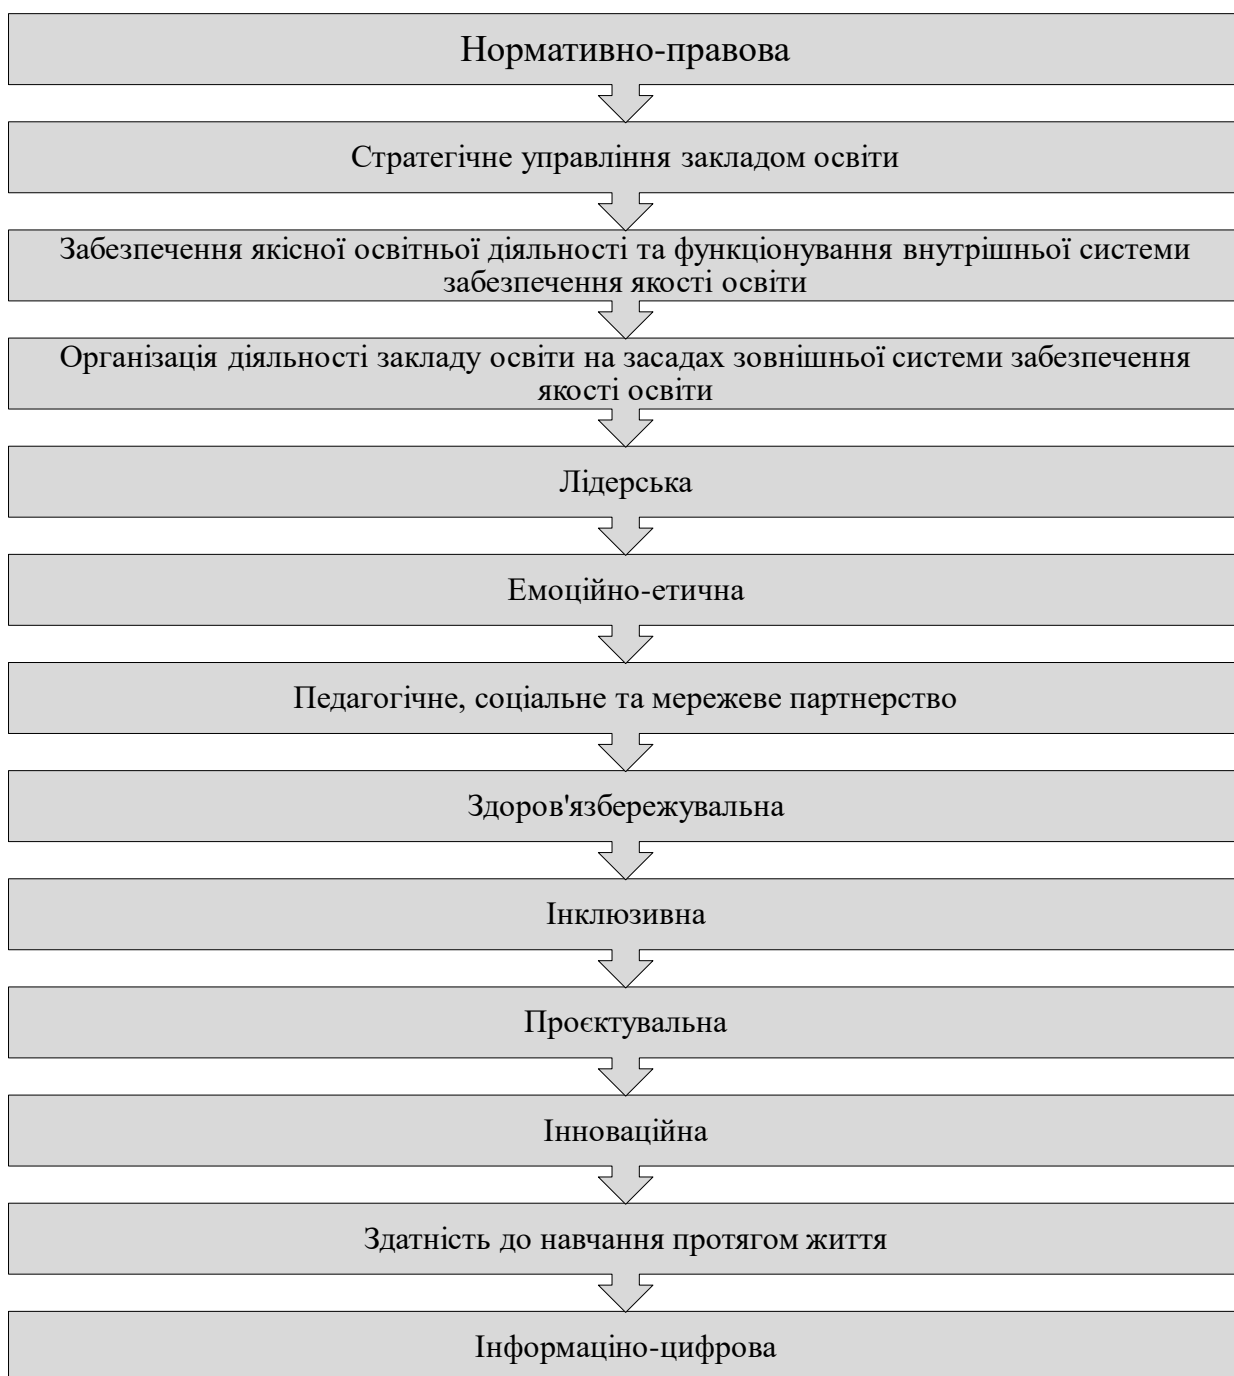 Нормативно-правова
Стратегічне управління закладом освіти
Забезпечення якісної освітньої діяльності та функціонування внутрішньої системи
забезпечення якості освіти
Організація діяльності закладу освіти на засадах зовнішньої системи забезпечення
якості освіти
Лідерська
Емоційно-етична
Педагогічне, соціальне та мережеве партнерство
Здоров'язбережувальна
Інклюзивна
Проєктувальна
Інноваційна
Здатність до навчання протягом життя
Інформаціно-цифрова